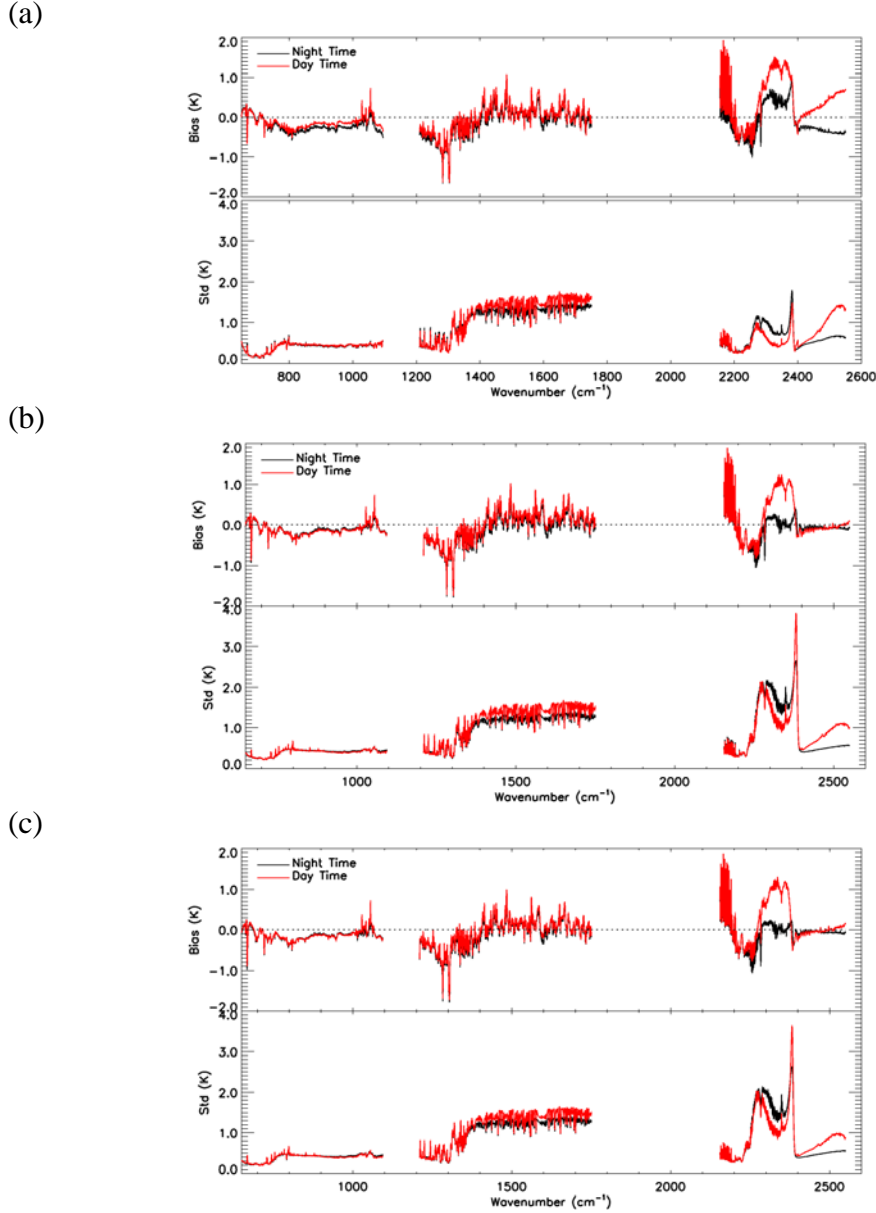 (a)
2.0
1.0
0.0
−1.0
−2.0
Bias (K)
Night Time
Day Time
4.0
3.0
2.0
1.0
0.0
Std (K)
800 1000 1200 1400 1600 1800 2000 2200 2400 2600
Wavenumber (cm⁻¹)
(b)
2.0
1.0
0.0
−1.0
−2.0
Bias (K)
Night Time
Day Time
4.0
3.0
2.0
1.0
0.0
Std (K)
1000 1500 2000 2500
Wavenumber (cm⁻¹)
(c)
2.0
1.0
0.0
−1.0
−2.0
Bias (K)
Night Time
Day Time
4.0
3.0
2.0
1.0
0.0
Std (K)
1000 1500 2000 2500
Wavenumber (cm⁻¹)